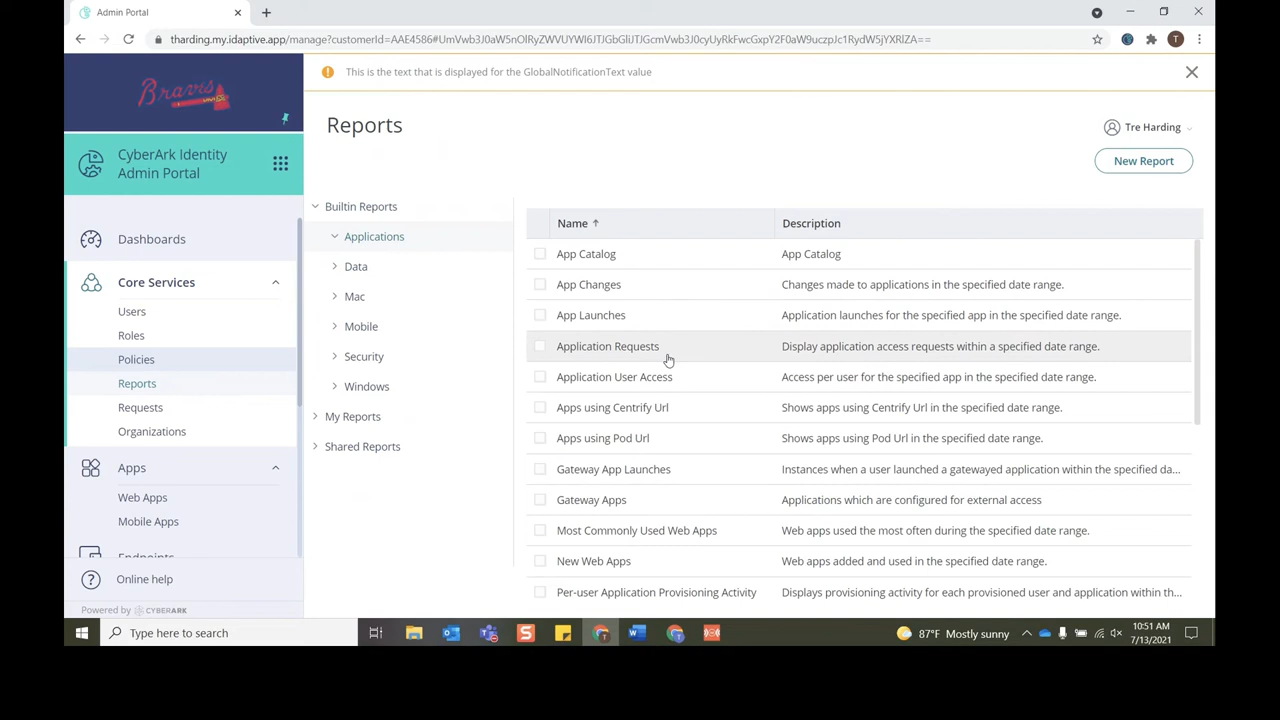 Admin Portal
tharding.my.idaptive.app/manage?customerId=AAE4586#UmVwb3J0aW5nOlRyZWVUYWI6JTJGbGliJTJGcmVwb3J0cyUyRkFwcGxpY2F0aW9uczpJc1RydW5jYXRlZA==
T
This is the text that is displayed for the GlobalNotificationText value
Bravis
CyberArk Identity
Admin Portal
Dashboards
Core Services
Users
Roles
Policies
Reports
Requests
Organizations
Apps
Web Apps
Mobile Apps
Endpoints
Online help
Powered by CYBERARK
Reports
Tre Harding
New Report
Builtin Reports
Applications
Data
Mac
Mobile
Security
Windows
My Reports
Shared Reports
Name Description
App Catalog App Catalog
App Changes Changes made to applications in the specified date range.
App Launches Application launches for the specified app in the specified date range.
Application Requests Display application access requests within a specified date range.
Application User Access Access per user for the specified app in the specified date range.
Apps using Centrify Url Shows apps using Centrify Url in the specified date range.
Apps using Pod Url Shows apps using Pod Url in the specified date range.
Gateway App Launches Instances when a user launched a gatewayed application within the specified da...
Gateway Apps Applications which are configured for external access
Most Commonly Used Web Apps Web apps used the most often during the specified date range.
New Web Apps Web apps added and used in the specified date range.
Per-user Application Provisioning Activity Displays provisioning activity for each provisioned user and application within th...
Type here to search
87°F Mostly sunny
10:51 AM
7/13/2021